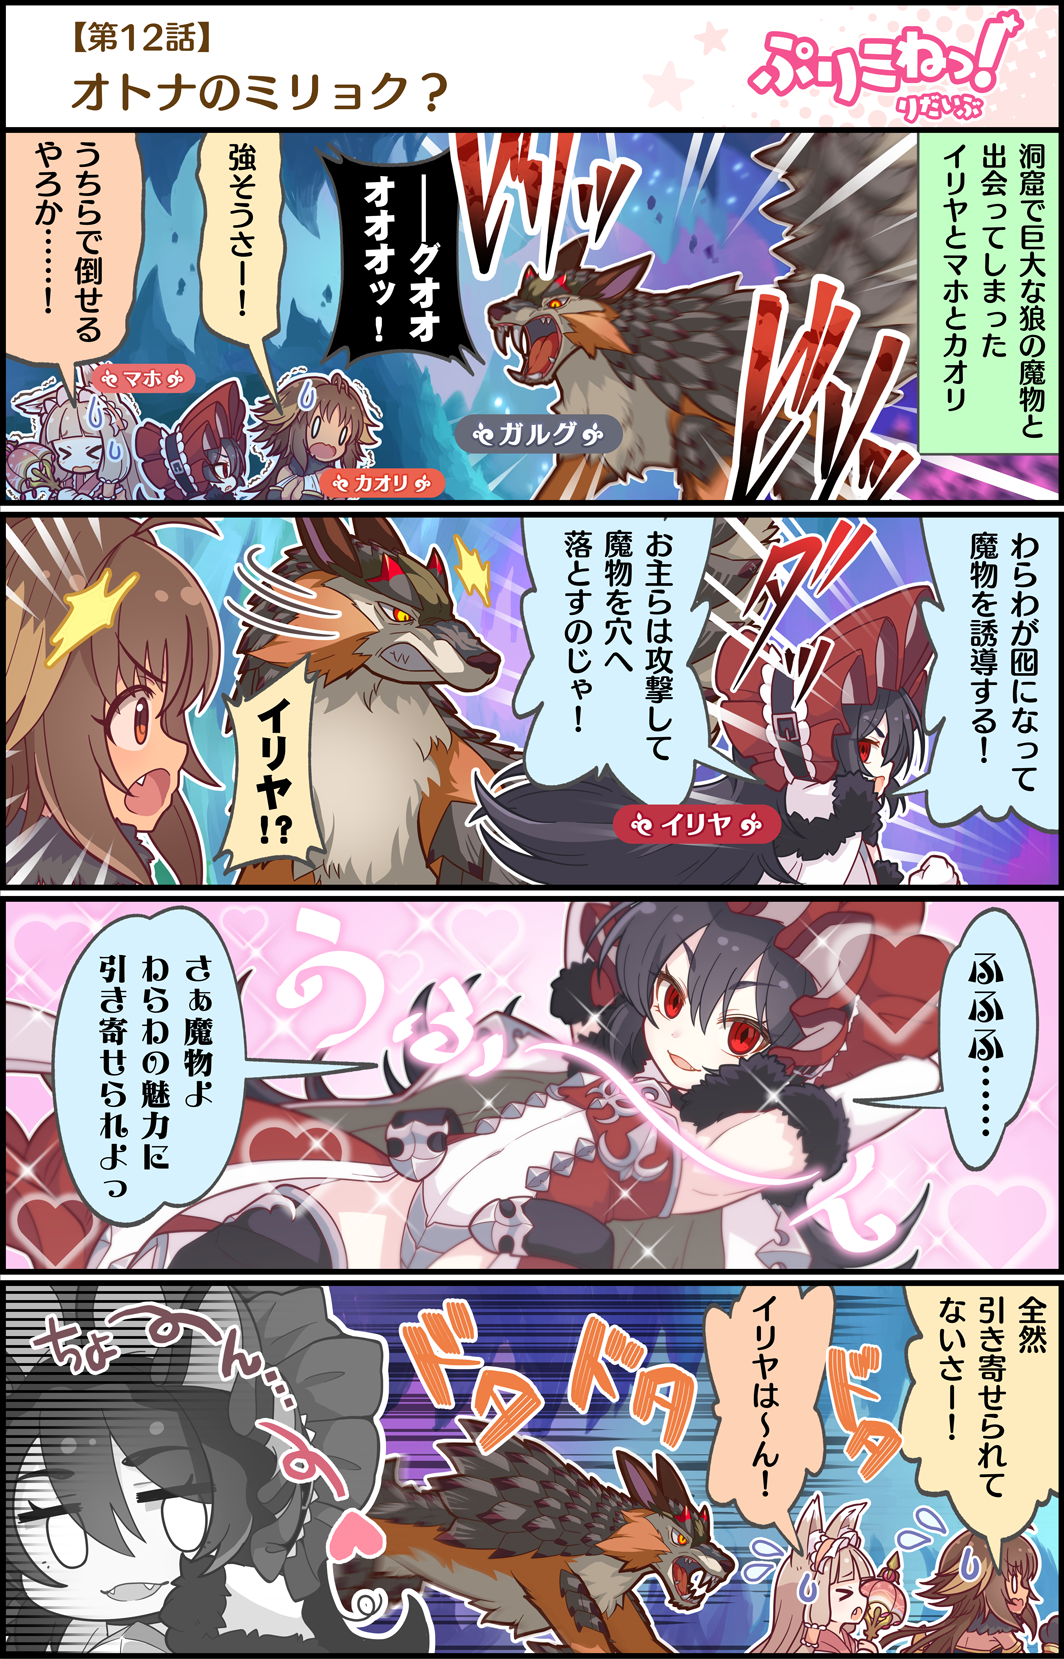 【第12話】
オトナのミリョク？
ぷりこねっ！
りだいぶ
洞窟で巨大な狼の魔物と
出会ってしまった
イリヤとマホとカオリ
――グオオ
オオオッ！
ガルグ
強そうさー！
カオリ
うちらで倒せる
やろか……！
マホ
わらわが囮になって
魔物を誘導する！
ダッ
お主らは攻撃して
魔物を穴へ
落とすのじゃ！
イリヤ
イリヤ!?
ふふふ……
うふ～ん
さぁ魔物よ
わらわの魅力に
引き寄せられよっ
全然
引き寄せられて
ないさー！
イリヤは～ん！
ドタ
ドタ
ドタ
ちょーん…